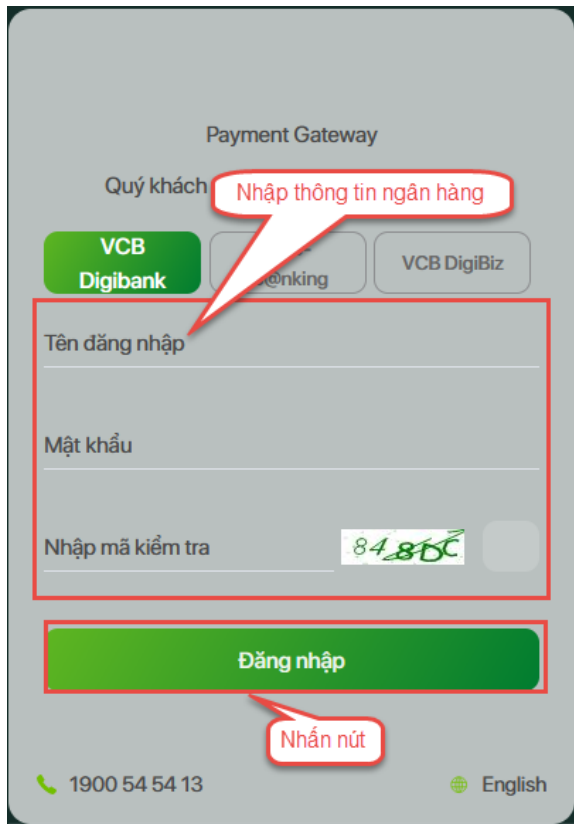 Payment Gateway
Quý khách
Nhập thông tin ngân hàng
VCB
Digibank
@nking
VCB DigiBiz
Tên đăng nhập
Mật khẩu
Nhập mã kiểm tra
848DC
Đăng nhập
Nhấn nút
1900 54 54 13
English